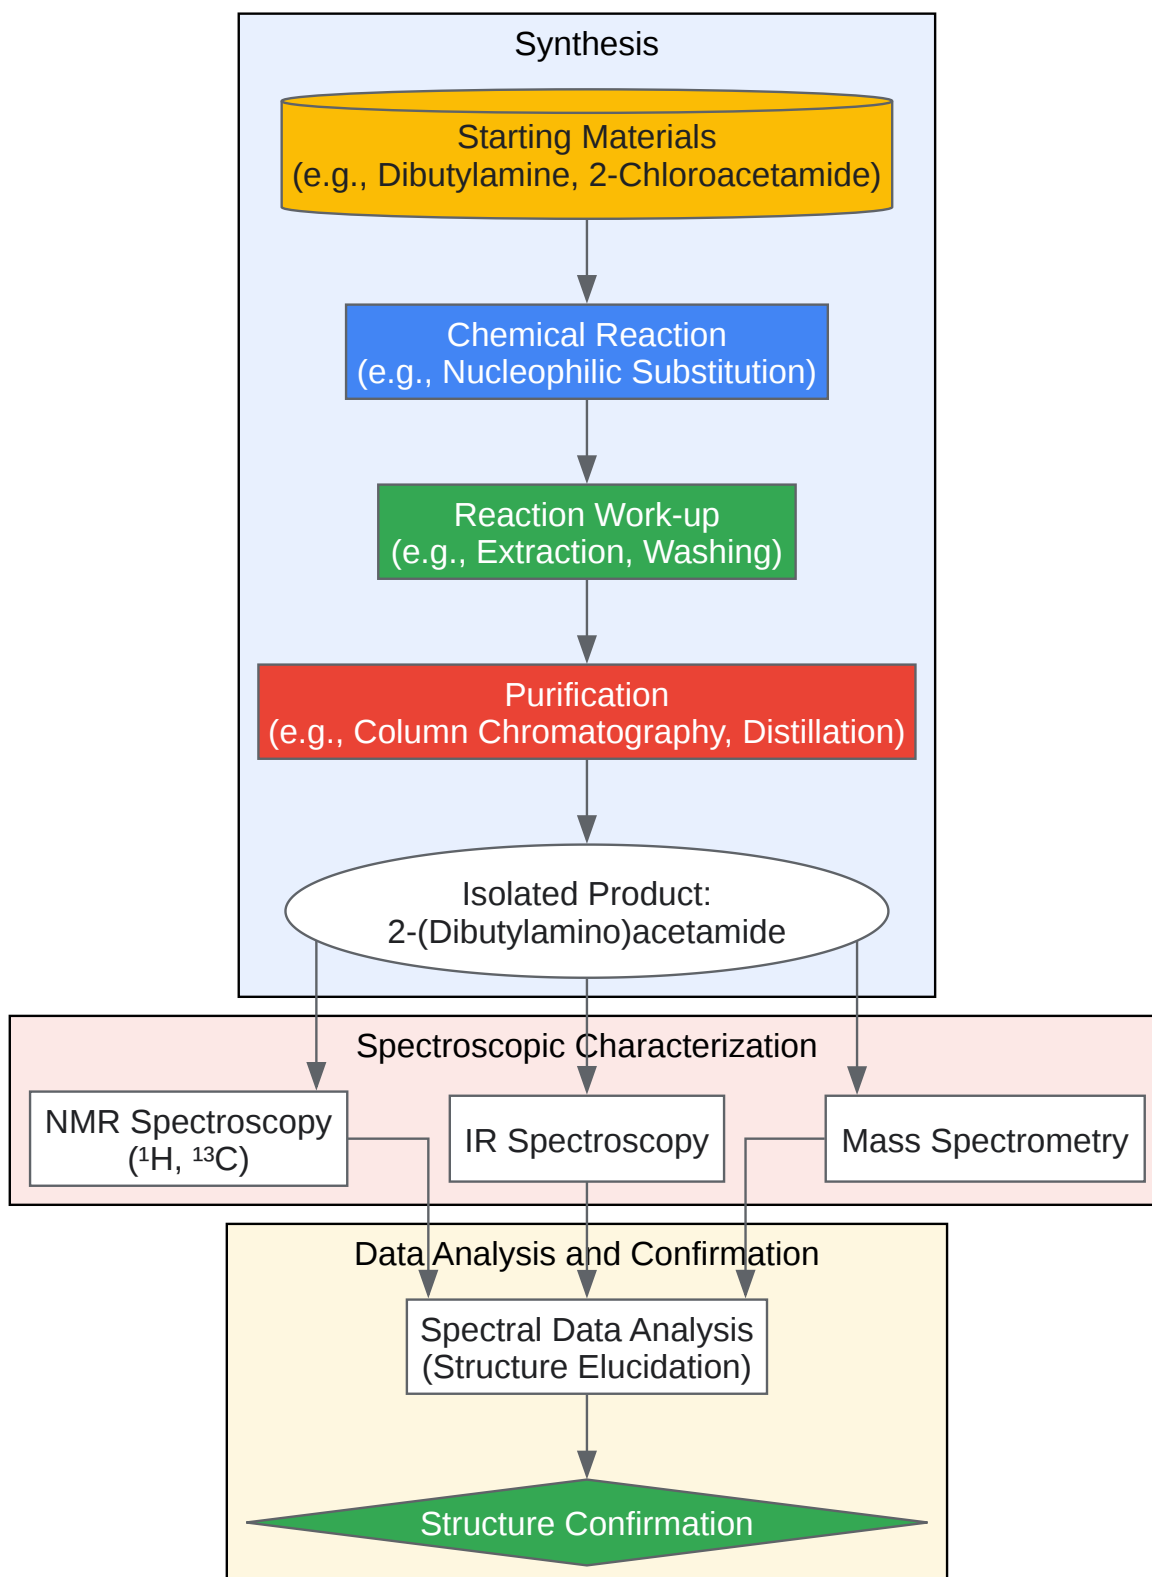 Synthesis
Starting Materials
(e.g., Dibutylamine, 2-Chloroacetamide)
Chemical Reaction
(e.g., Nucleophilic Substitution)
Reaction Work-up
(e.g., Extraction, Washing)
Purification
(e.g., Column Chromatography, Distillation)
Isolated Product:
2-(Dibutylamino)acetamide
Spectroscopic Characterization
NMR Spectroscopy
(¹H, ¹³C)
IR Spectroscopy
Mass Spectrometry
Data Analysis and Confirmation
Spectral Data Analysis
(Structure Elucidation)
Structure Confirmation